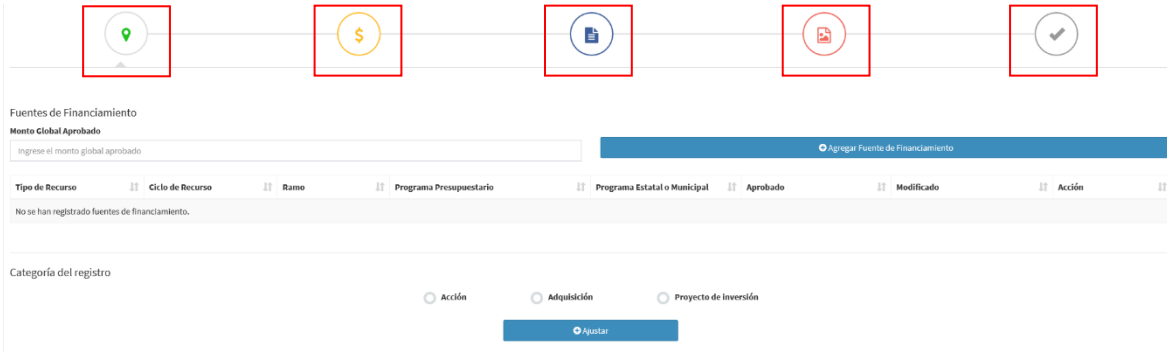 $
Fuentes de Financiamiento
Monto Global Aprobado
Ingrese el monto global aprobado
Agregar Fuente de Financiamiento
Tipo de Recurso Ciclo de Recurso Ramo Programa Presupuestario Programa Estatal o Municipal Aprobado Modificado Acción
No se han registrado fuentes de financiamiento.
Categoría del registro
Acción Adquisición Proyecto de inversión
Ajustar